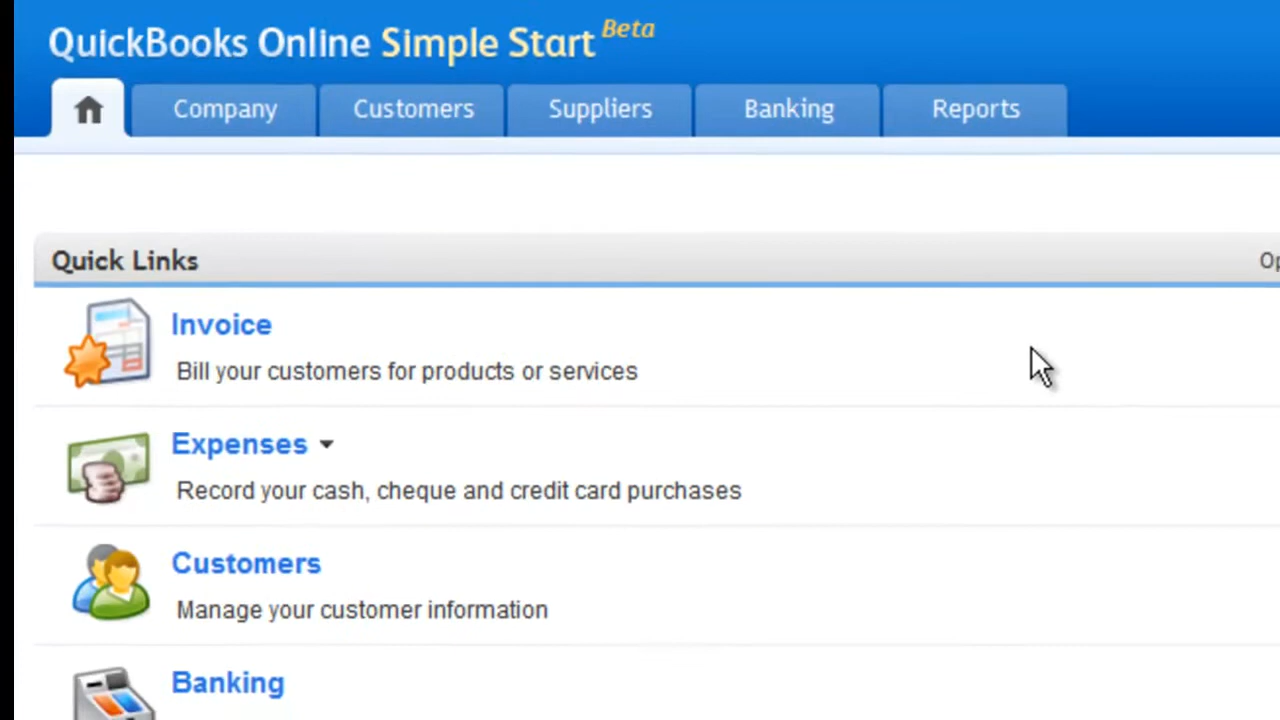 QuickBooks Online Simple Start Beta
Company Customers Suppliers Banking Reports
Quick Links
Invoice
Bill your customers for products or services
Expenses
Record your cash, cheque and credit card purchases
Customers
Manage your customer information
Banking